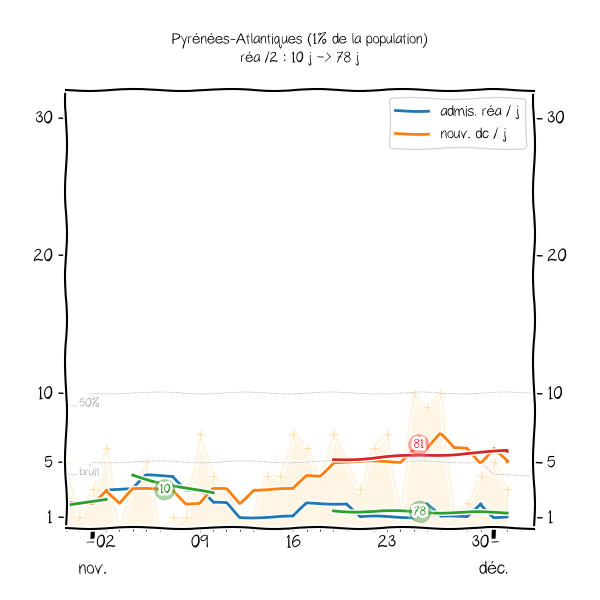 Pyrénées-Atlantiques (1% de la population)
réa /2 : 10 j -> 78 j
admis. réa / j
nouv. dc / j
30 30
20 20
10 10
50%
81
5 5
bruit
10
78
1 1
02 09 16 23 30
nov. déc.